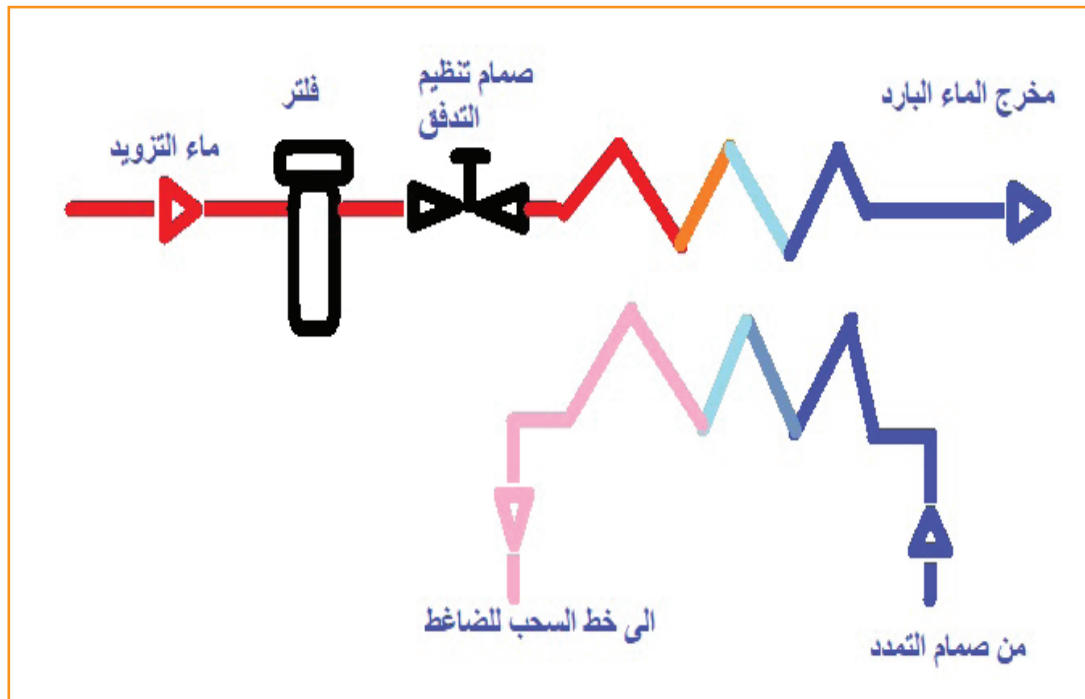 مخرج الماء البارد
صمام تنظيم
التدفق
فلتر
ماء التزويد
الى خط السحب للضاغط
من صمام التمدد